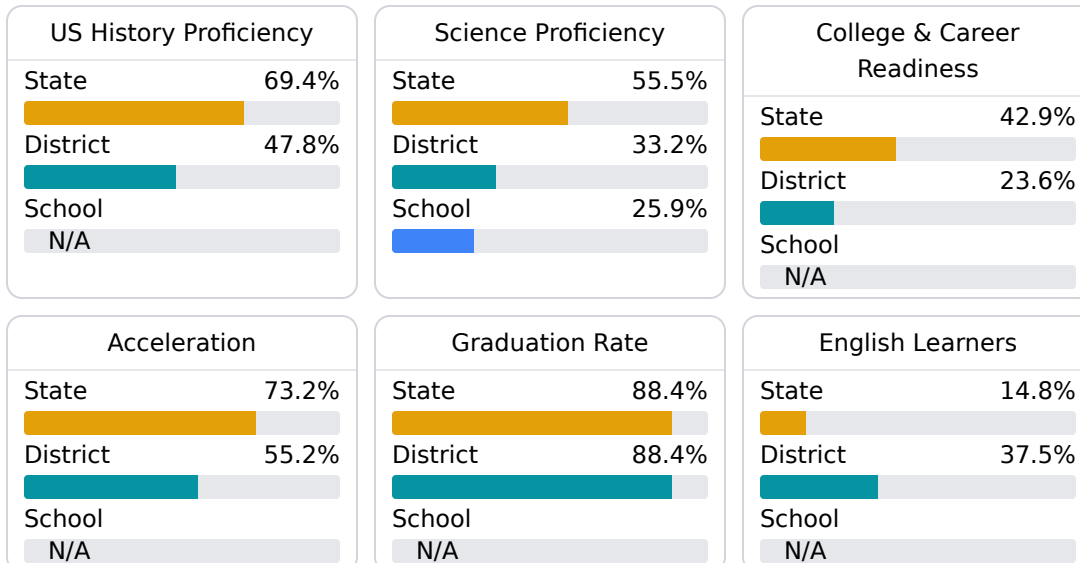 US History Proficiency
State 69.4%
District 47.8%
School
N/A
Science Proficiency
State 55.5%
District 33.2%
School 25.9%
College & Career
Readiness
State 42.9%
District 23.6%
School
N/A
Acceleration
State 73.2%
District 55.2%
School
N/A
Graduation Rate
State 88.4%
District 88.4%
School
N/A
English Learners
State 14.8%
District 37.5%
School
N/A